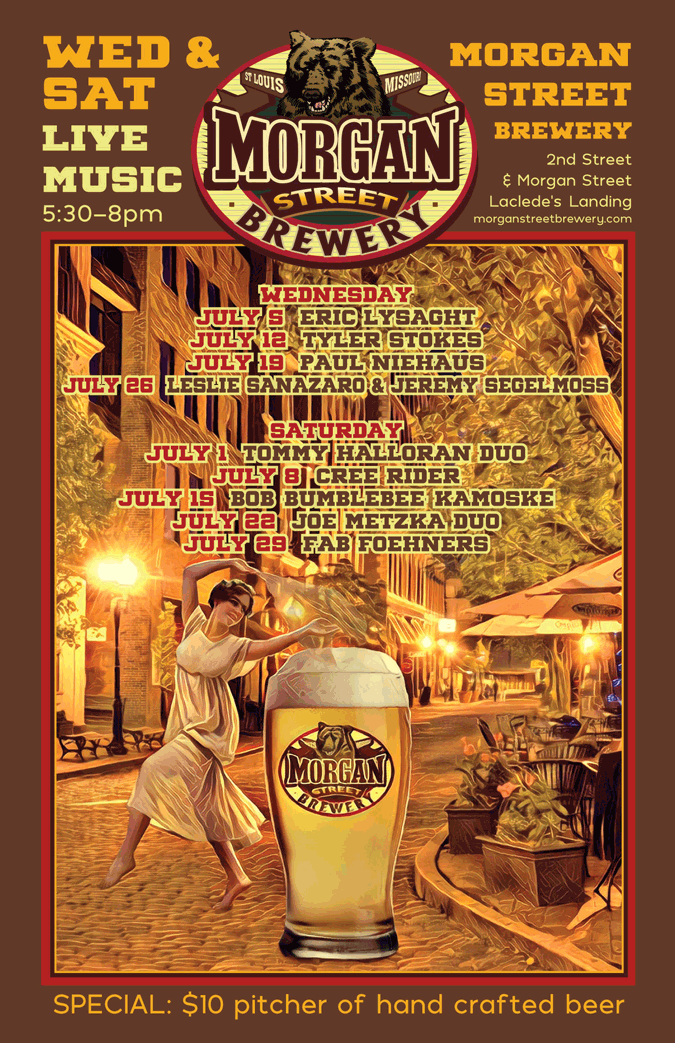 WED &
SAT
LIVE
MUSIC
5:30–8pm
ST LOUIS MISSOURI
MORGAN
STREET
BREWERY
MORGAN
STREET
BREWERY
2nd Street
& Morgan Street
Laclede's Landing
morganstreetbrewery.com
WEDNESDAY
JULY 5 ERIC LYSAGHT
JULY 12 TYLER STOKES
JULY 19 PAUL NIEHAUS
JULY 26 LESLIE SANAZARO & JEREMY SEGELMOSS
SATURDAY
JULY 1 TOMMY HALLORAN DUO
JULY 8 CREE RIDER
JULY 15 BOB BUMBLEBEE KAMOSKE
JULY 22 JOE METZKA DUO
JULY 29 FAB FOEHNERS
MORGAN
STREET
BREWERY
SPECIAL: $10 pitcher of hand crafted beer